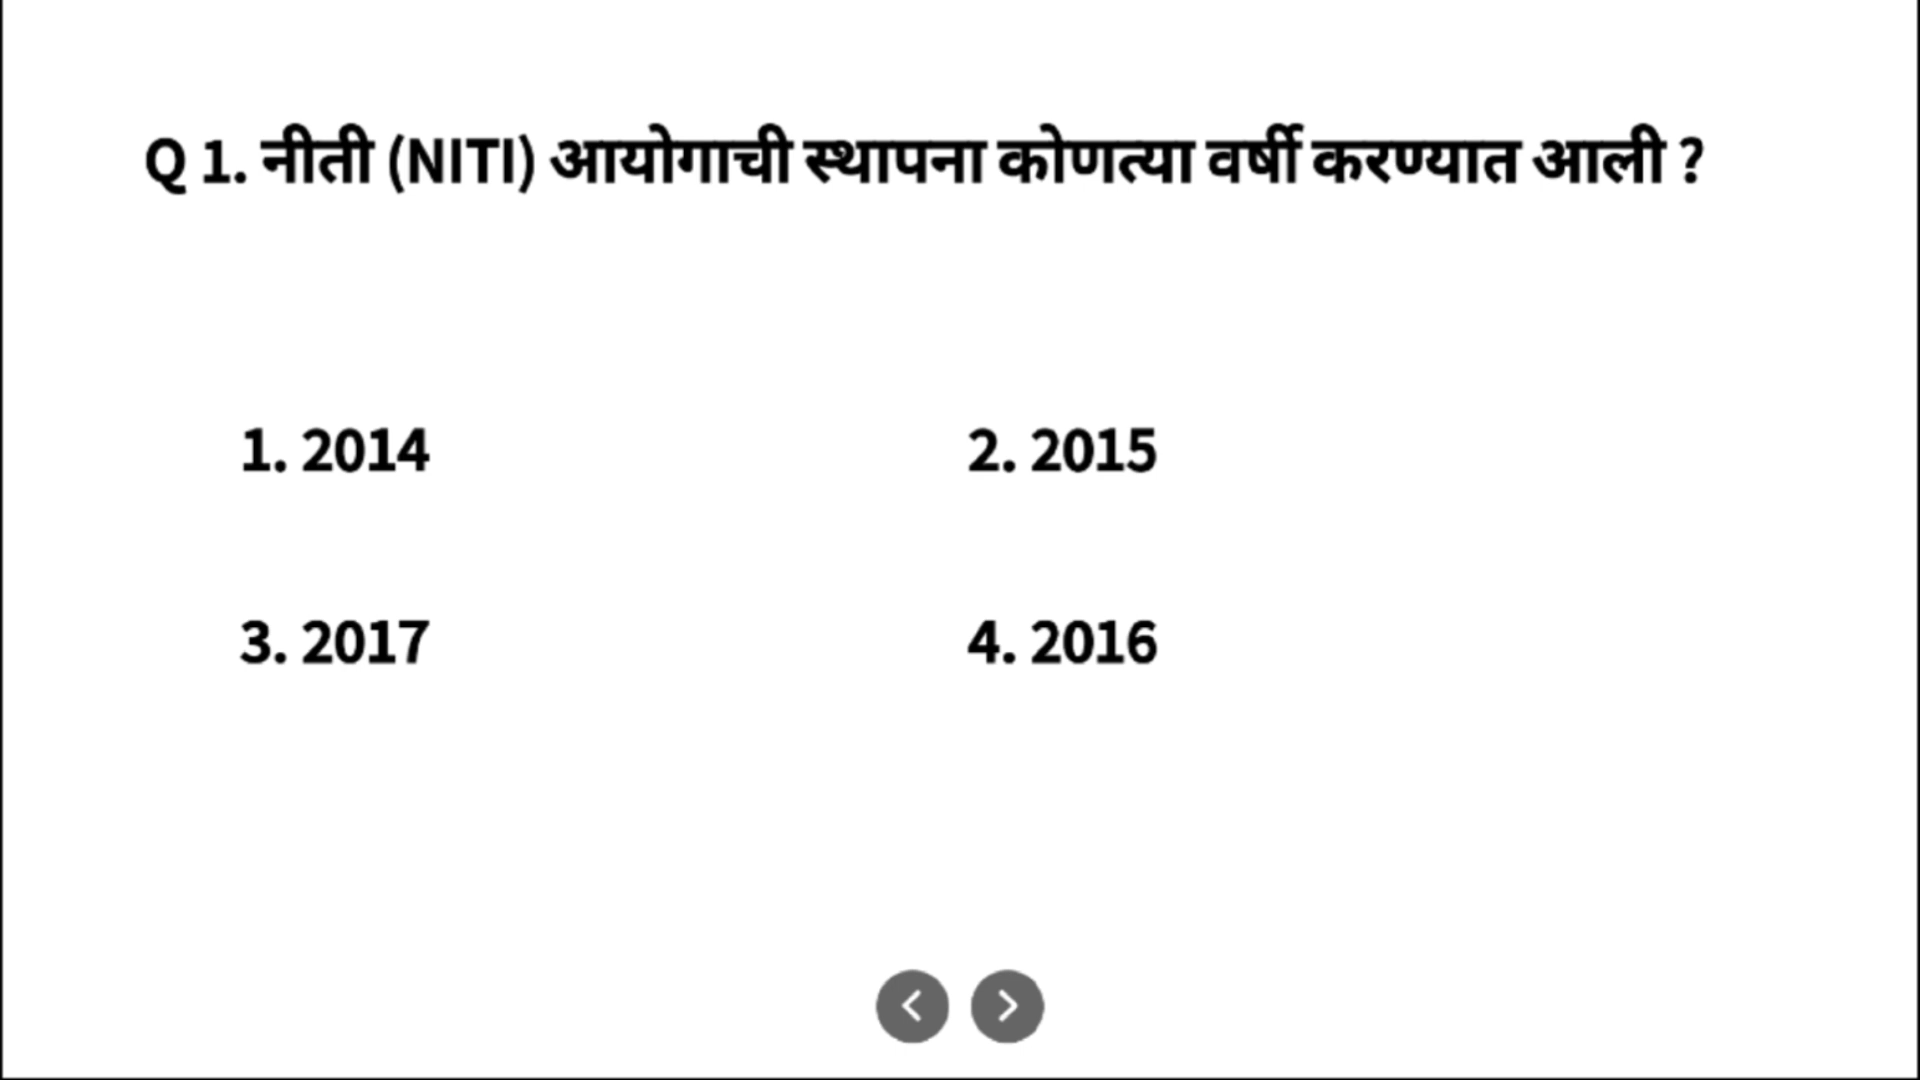 Q 1. नीती (NITI) आयोगाची स्थापना कोणत्या वर्षी करण्यात आली ?
1. 2014
2. 2015
3. 2017
4. 2016